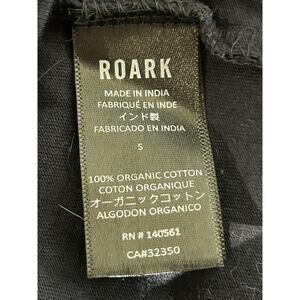 ROARK
MADE IN INDIA
FABRIQUÉ EN INDE
インド製
FABRICADO EN INDIA
S
100% ORGANIC COTTON
COTON ORGANIQUE
オーガニックコットン
ALGODON ORGANICO
RN # 140561
CA#32350